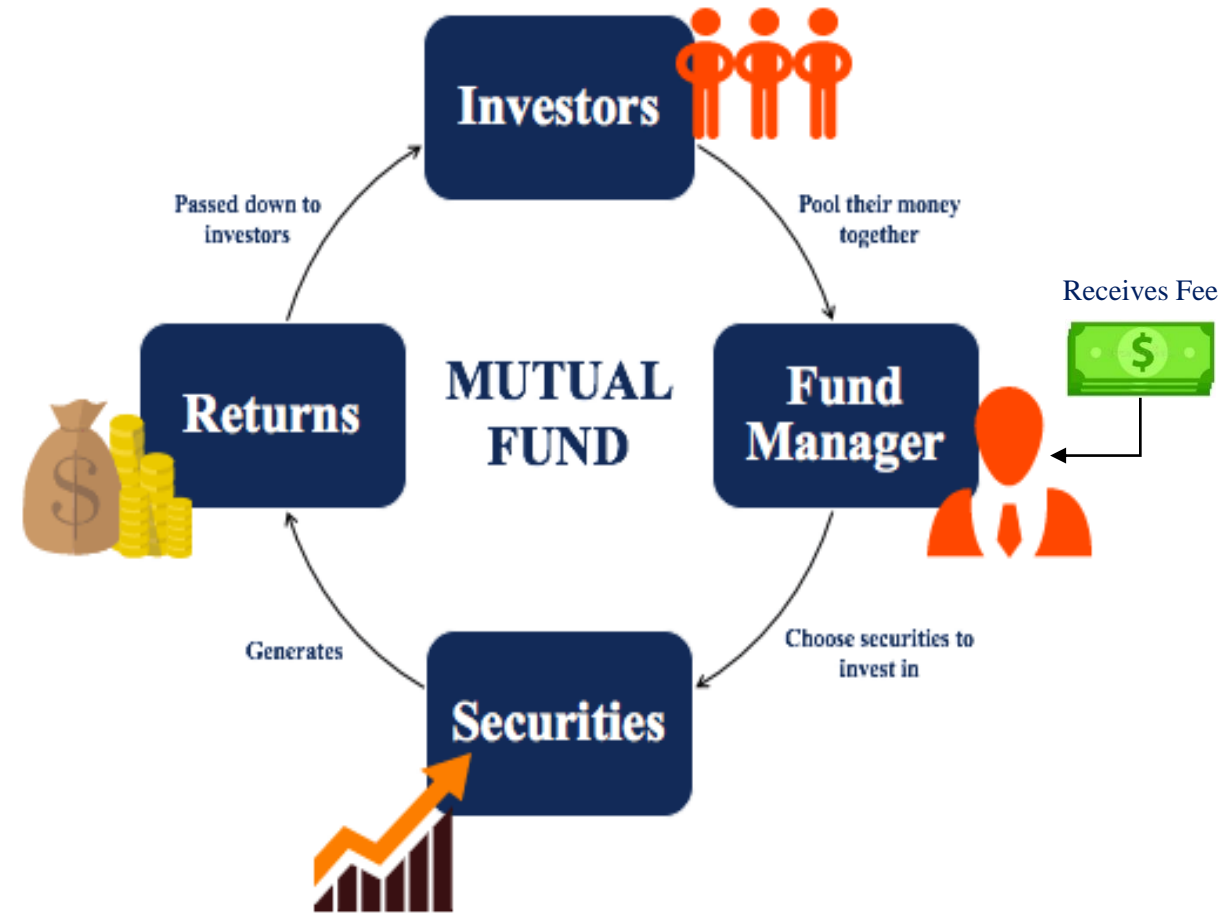 Investors
Passed down to
investors
Pool their money
together
Receives Fee
$
Returns
MUTUAL
FUND
Fund
Manager
$
Generates
Choose securities to
invest in
Securities